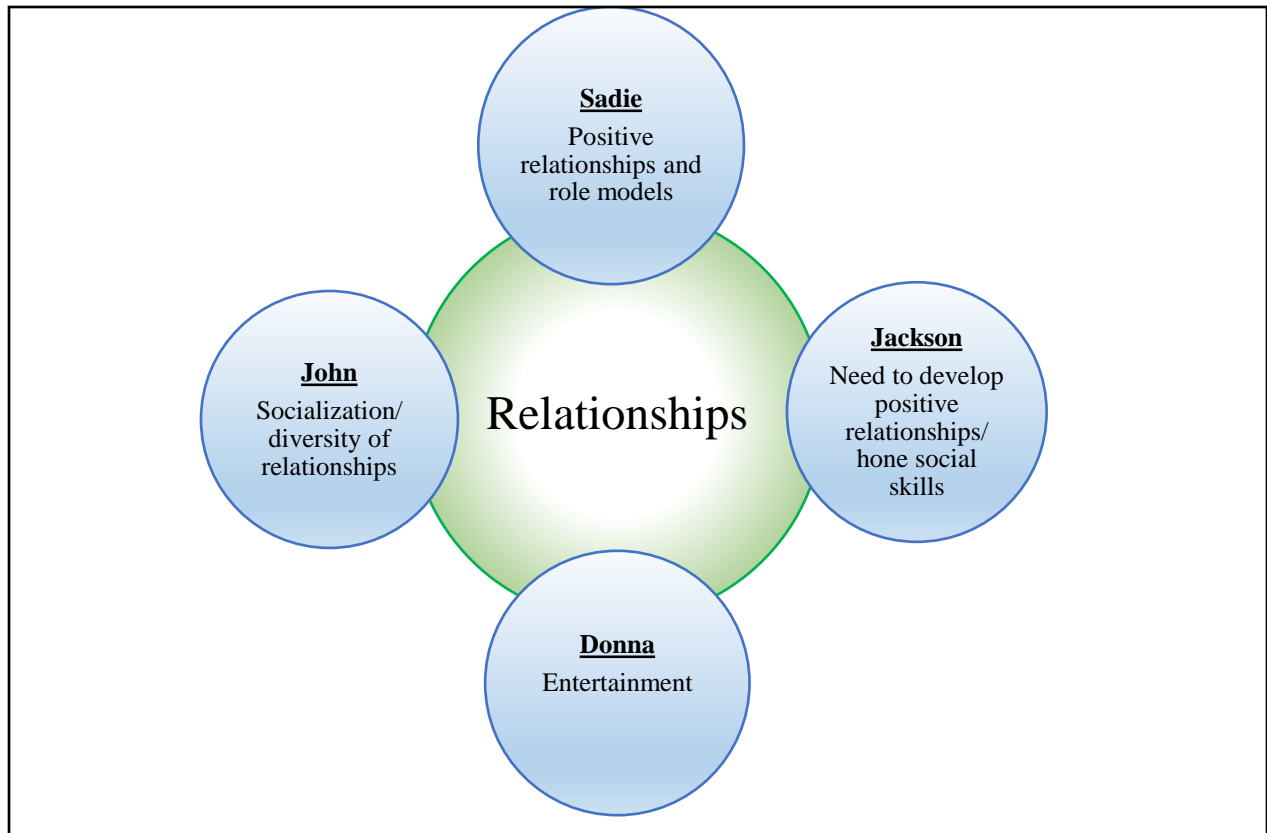 Sadie
Positive
relationships and
role models
John
Socialization/
diversity of
relationships
Relationships
Jackson
Need to develop
positive
relationships/
hone social
skills
Donna
Entertainment